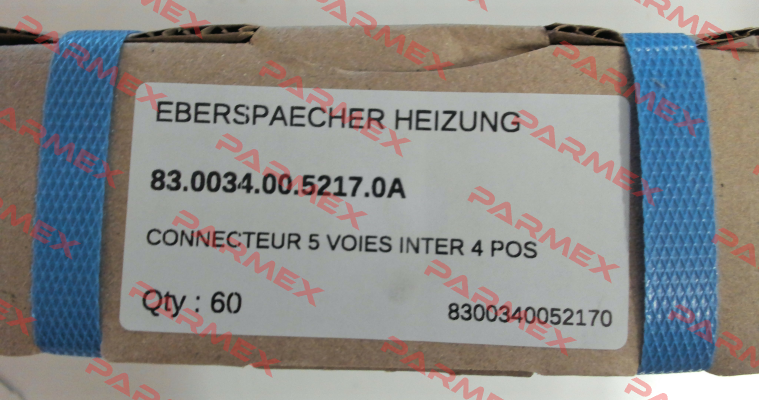 EBERSPAECHER HEIZUNG
83.0034.00.5217.0A
CONNECTEUR 5 VOIES INTER 4 POS
Qty : 60
8300340052170
PARMEX